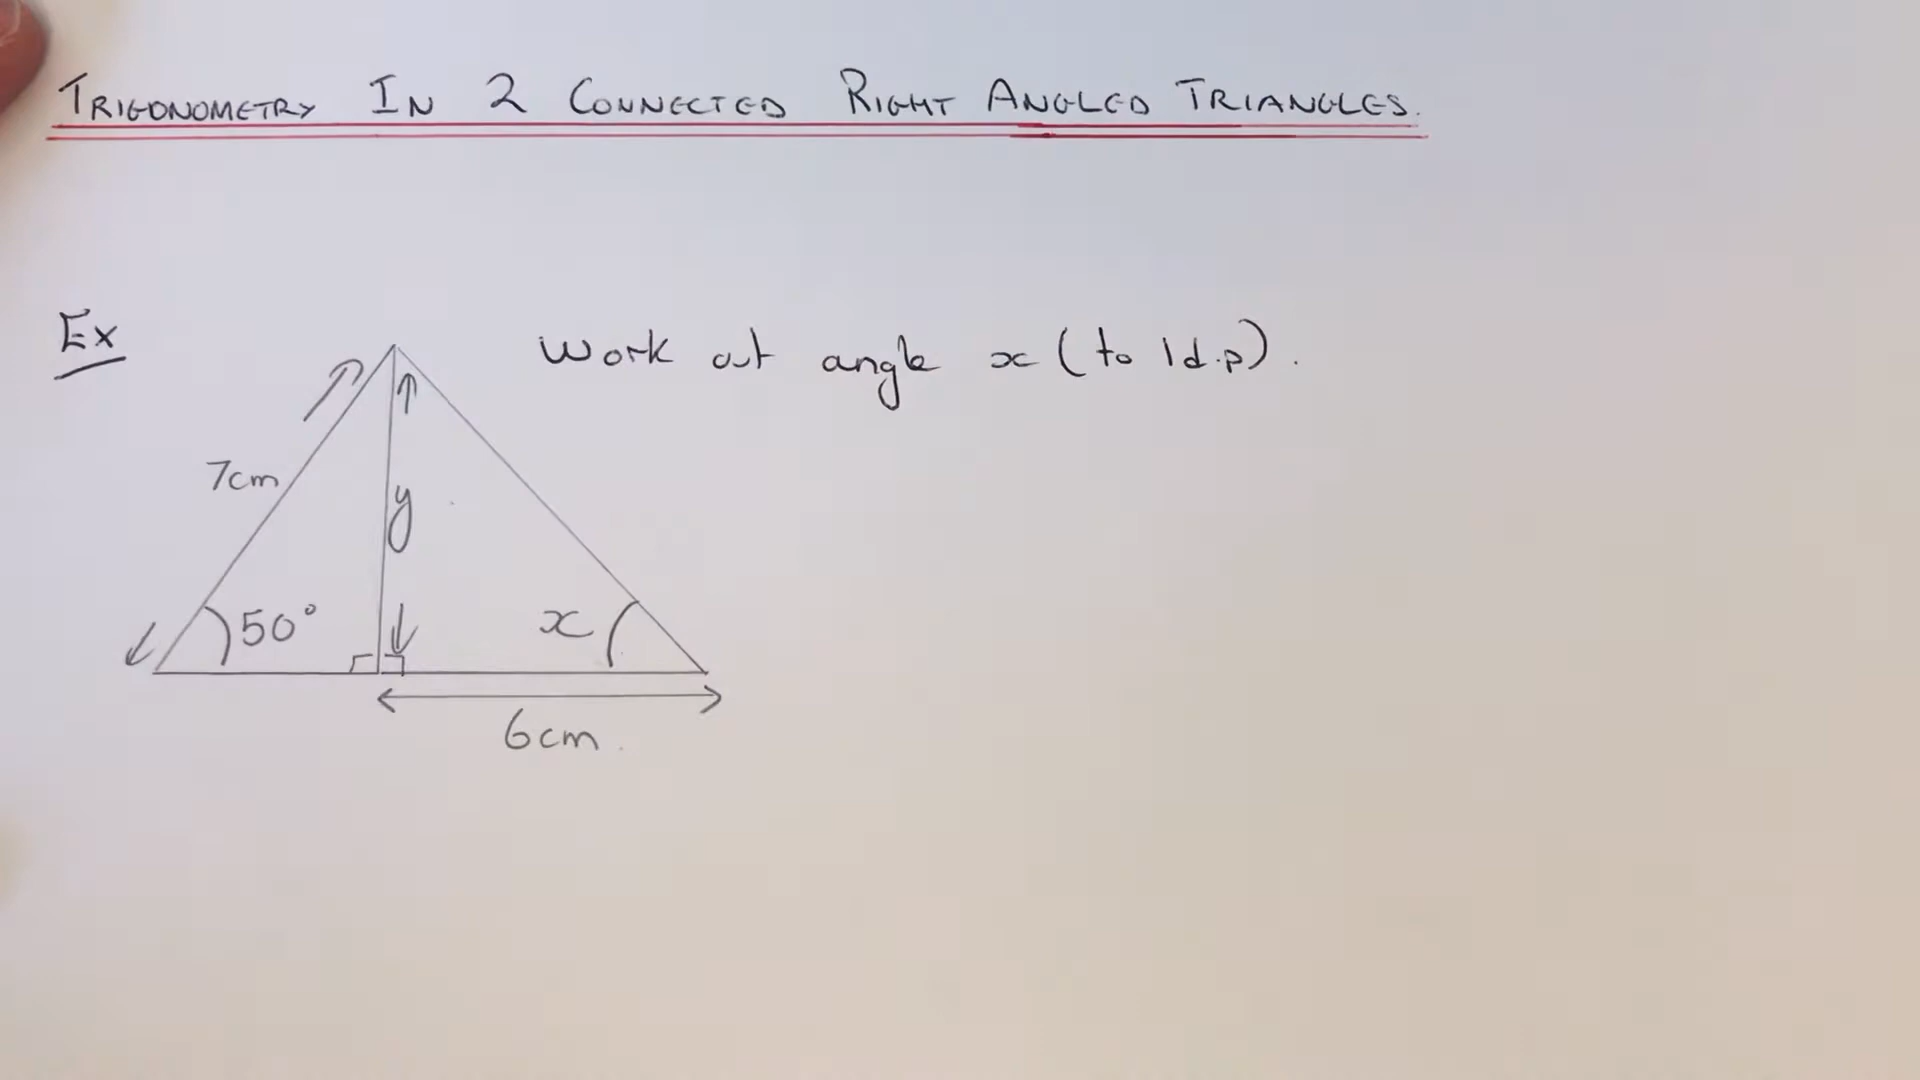 TRIGONOMETRY IN 2 CONNECTED RIGHT ANGLED TRIANGLES.
Ex
Work out angle x (to 1d.p).
7cm
y
50°
x
6cm